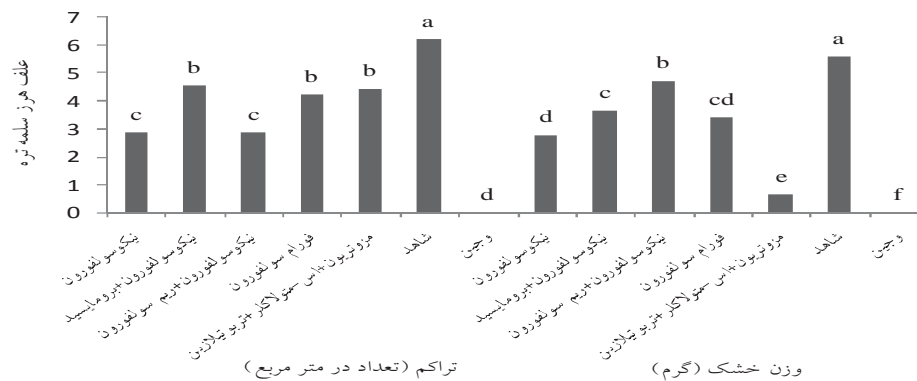 علف هرز سلمه تره
7
6
5
4
3
2
1
0
c
b
c
b
b
a
d
d
c
b
cd
e
a
f
نیکوسولفورون
نیکوسولفورون+برومایسید
نیکوسولفورون+ریم سولفورون
فورام سولفورون
مزوتریون+اس-متولاکلر+تربوتیلازین
شاهد
وجین
نیکوسولفورون
نیکوسولفورون+برومایسید
نیکوسولفورون+ریم سولفورون
فورام سولفورون
مزوتریون+اس-متولاکلر+تربوتیلازین
شاهد
وجین
تراکم (تعداد در متر مربع)
وزن خشک (گرم)